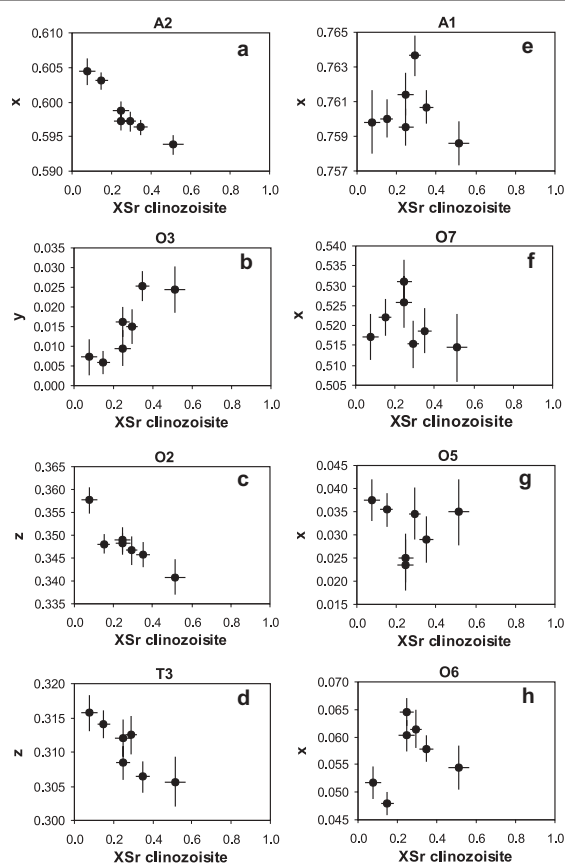 A2
a
0.610
0.605
0.600
0.595
0.590
x
0.0 0.2 0.4 0.6 0.8 1.0
XSr clinozoisite
A1
e
0.765
0.763
0.761
0.759
0.757
x
0.0 0.2 0.4 0.6 0.8 1.0
XSr clinozoisite
O3
b
0.035
0.030
0.025
0.020
0.015
0.010
0.005
0.000
y
0.0 0.2 0.4 0.6 0.8 1.0
XSr clinozoisite
O7
f
0.540
0.535
0.530
0.525
0.520
0.515
0.510
0.505
x
0.0 0.2 0.4 0.6 0.8 1.0
XSr clinozoisite
O2
c
0.365
0.360
0.355
0.350
0.345
0.340
0.335
z
0.0 0.2 0.4 0.6 0.8 1.0
XSr clinozoisite
O5
g
0.045
0.040
0.035
0.030
0.025
0.020
0.015
x
0.0 0.2 0.4 0.6 0.8 1.0
XSr clinozoisite
T3
d
0.320
0.315
0.310
0.305
0.300
z
0.0 0.2 0.4 0.6 0.8 1.0
XSr clinozoisite
O6
h
0.070
0.065
0.060
0.055
0.050
0.045
x
0.0 0.2 0.4 0.6 0.8 1.0
XSr clinozoisite